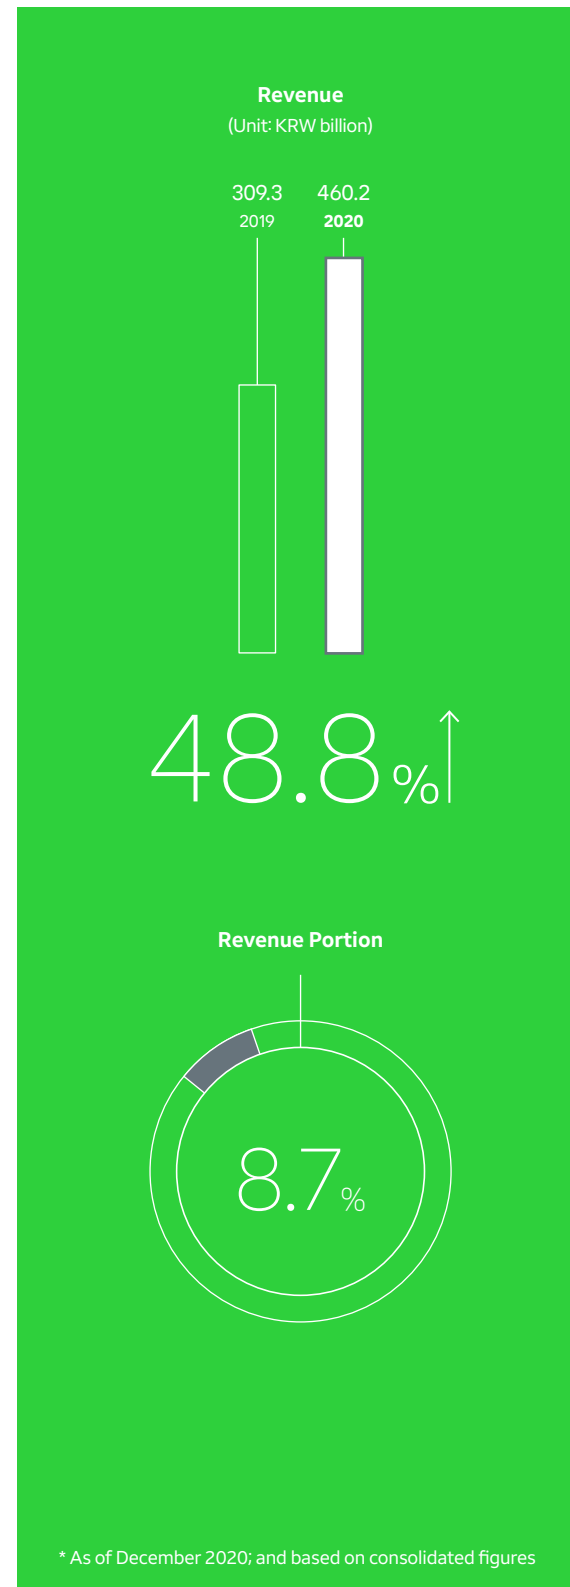 Revenue
(Unit: KRW billion)
309.3 460.2
2019 2020
48.8%
Revenue Portion
8.7%
* As of December 2020; and based on consolidated figures